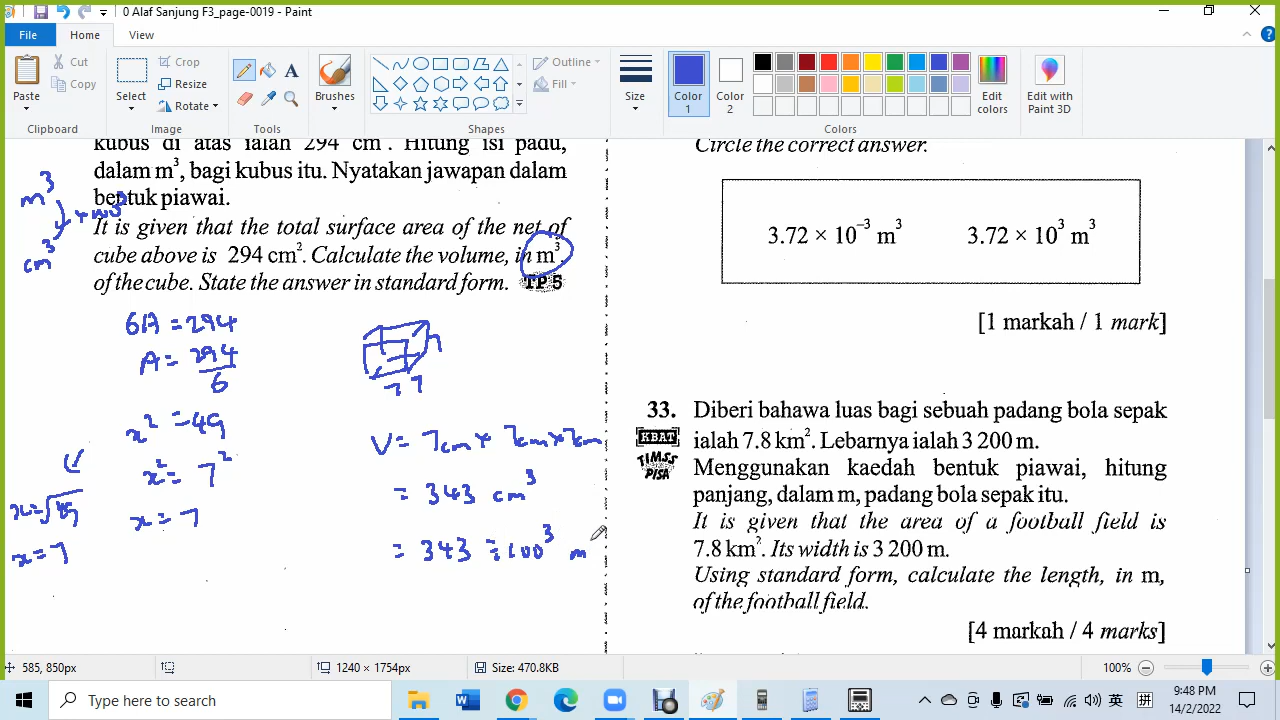 0 Alaf Sanjung F3_page-0019 - Paint
File
Home
View
Paste
Cut
Copy
Clipboard
Select
Crop
Resize
Rotate
Image
A
Tools
Brushes
Shapes
Outline
Fill
Size
Color
1
Color
2
Edit
colors
Edit with
Paint 3D
Colors
kubus di atas ialah 294 cm². Hitung isi padu,
dalam m³, bagi kubus itu. Nyatakan jawapan dalam
bentuk piawai.
It is given that the total surface area of the net of
cube above is 294 cm². Calculate the volume, in m³,
of the cube. State the answer in standard form. TP 5
m³
cm³
6A = 294
A = 294
6
x² = 49
x² = 7²
x = 7
x = √49
x = 7
7 7
V = 7cm × 7cm × 7cm
= 343 cm³
= 343 ÷ 100³ m
Circle the correct answer.
3.72 × 10⁻³ m³ 3.72 × 10³ m³
[1 markah / 1 mark]
33. Diberi bahawa luas bagi sebuah padang bola sepak
KBAT ialah 7.8 km². Lebarnya ialah 3 200 m.
TIMSS Menggunakan kaedah bentuk piawai, hitung
PISA panjang, dalam m, padang bola sepak itu.
It is given that the area of a football field is
7.8 km². Its width is 3 200 m.
Using standard form, calculate the length, in m,
of the football field.
[4 markah / 4 marks]
585, 850px
1240 × 1754px
Size: 470.8KB
100%
Type here to search
英
拼
9:48 PM
14/2/2022